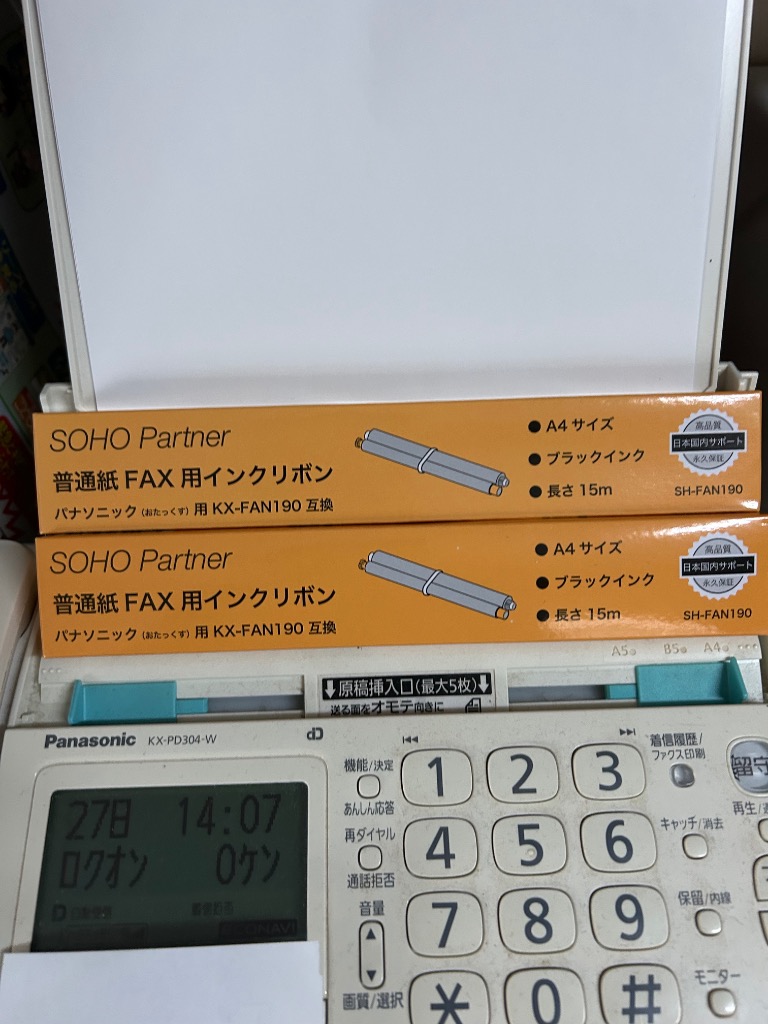 SOHO Partner
普通紙 FAX 用インクリボン
パナソニック(おたっくす)用 KX-FAN190 互換
● A4 サイズ
● ブラックインク
● 長さ 15m
高品質
日本国内サポート
永久保証
SH-FAN190
SOHO Partner
普通紙 FAX 用インクリボン
パナソニック(おたっくす)用 KX-FAN190 互換
● A4 サイズ
● ブラックインク
● 長さ 15m
高品質
日本国内サポート
永久保証
SH-FAN190
A5 B5 A4
↓原稿挿入口(最大5枚)↓
送る面をオモテ向きに
Panasonic KX-PD304-W
27日 14:07
ロクオン 0ケン
機能/決定
あんしん応答
再ダイヤル
通話拒否
音量
▲
▼
画質/選択
1 2 3
4 5 6
7 8 9
* 0 #
着信履歴/
ファクス印刷
留守
キャッチ/消去
再生/
保留/内線
モニター